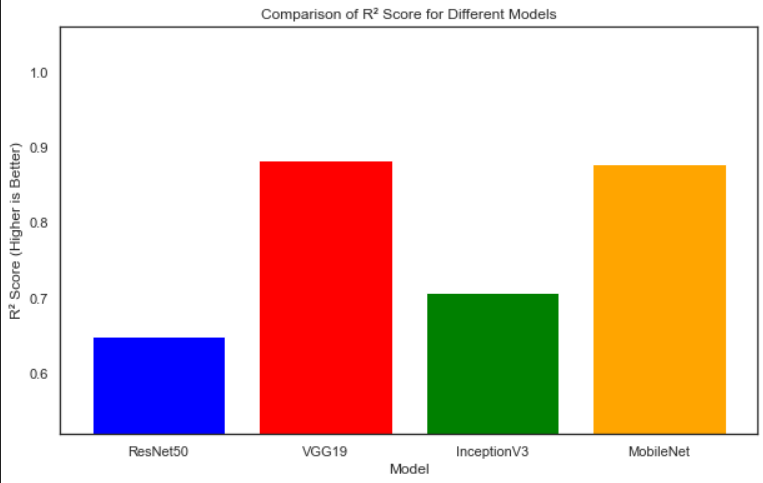 Comparison of R² Score for Different Models
R² Score (Higher is Better)
1.0
0.9
0.8
0.7
0.6
ResNet50 VGG19 InceptionV3 MobileNet
Model